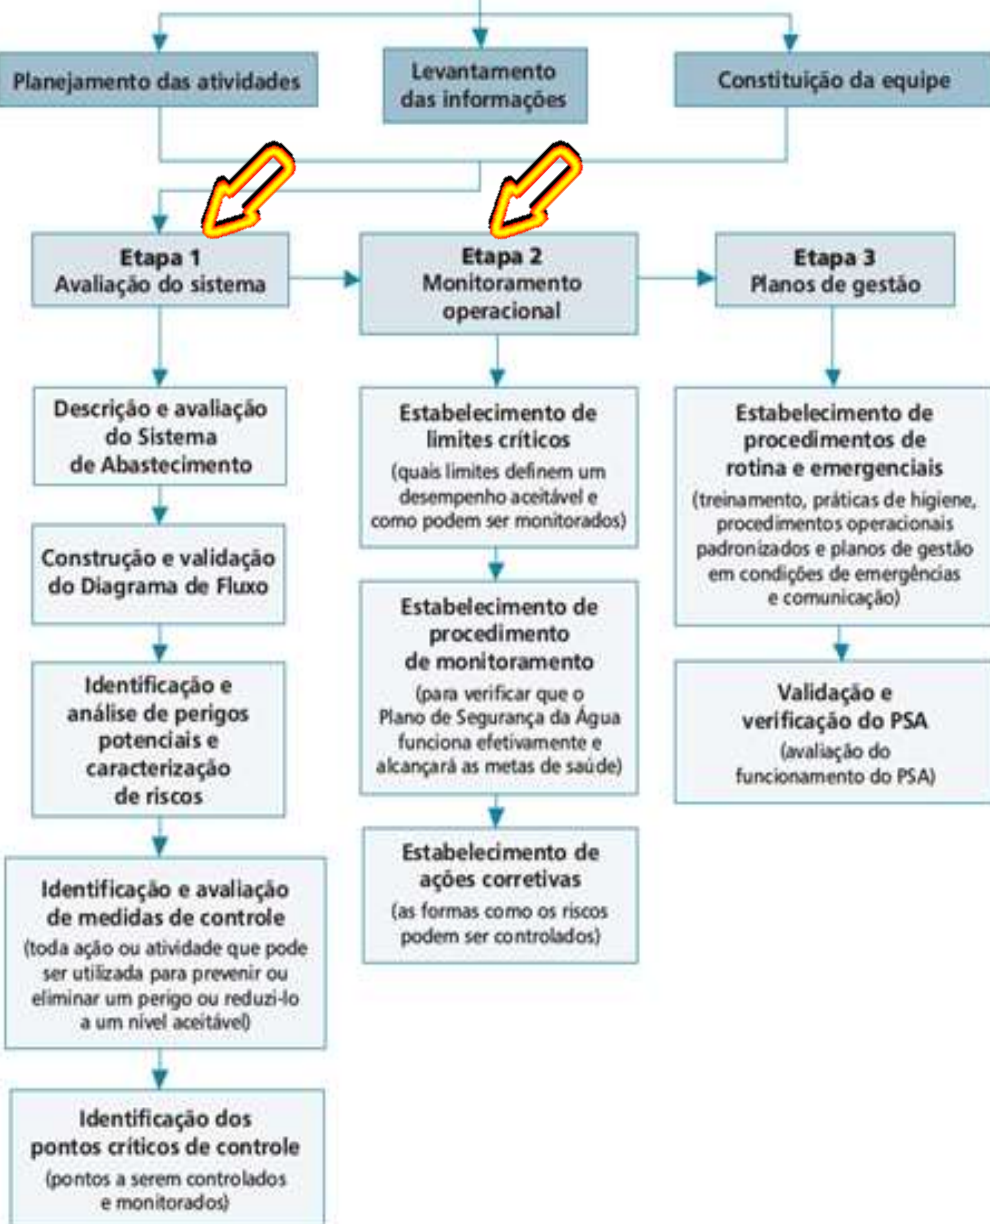 Planejamento das atividades
Levantamento
das informações
Constituição da equipe
Etapa 1
Avaliação do sistema
Etapa 2
Monitoramento
operacional
Etapa 3
Planos de gestão
Descrição e avaliação
do Sistema
de Abastecimento
Construção e validação
do Diagrama de Fluxo
Identificação e
análise de perigos
potenciais e
caracterização
de riscos
Identificação e avaliação
de medidas de controle
(toda ação ou atividade que pode
ser utilizada para prevenir ou
eliminar um perigo ou reduzi-lo
a um nível aceitável)
Identificação dos
pontos críticos de controle
(pontos a serem controlados
e monitorados)
Estabelecimento de
limites críticos
(quais limites definem um
desempenho aceitável e
como podem ser monitorados)
Estabelecimento de
procedimento
de monitoramento
(para verificar que o
Plano de Segurança da Água
funciona efetivamente e
alcançará as metas de saúde)
Estabelecimento de
ações corretivas
(as formas como os riscos
podem ser controlados)
Estabelecimento de
procedimentos de
rotina e emergenciais
(treinamento, práticas de higiene,
procedimentos operacionais
padronizados e planos de gestão
em condições de emergências
e comunicação)
Validação e
verificação do PSA
(avaliação do
funcionamento do PSA)